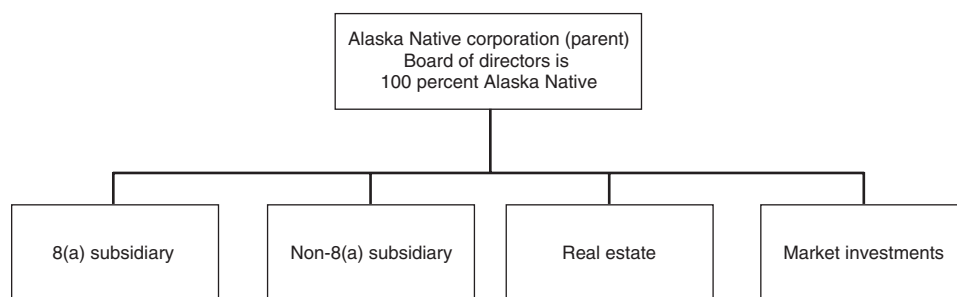 Alaska Native corporation (parent)
Board of directors is
100 percent Alaska Native
8(a) subsidiary
Non-8(a) subsidiary
Real estate
Market investments